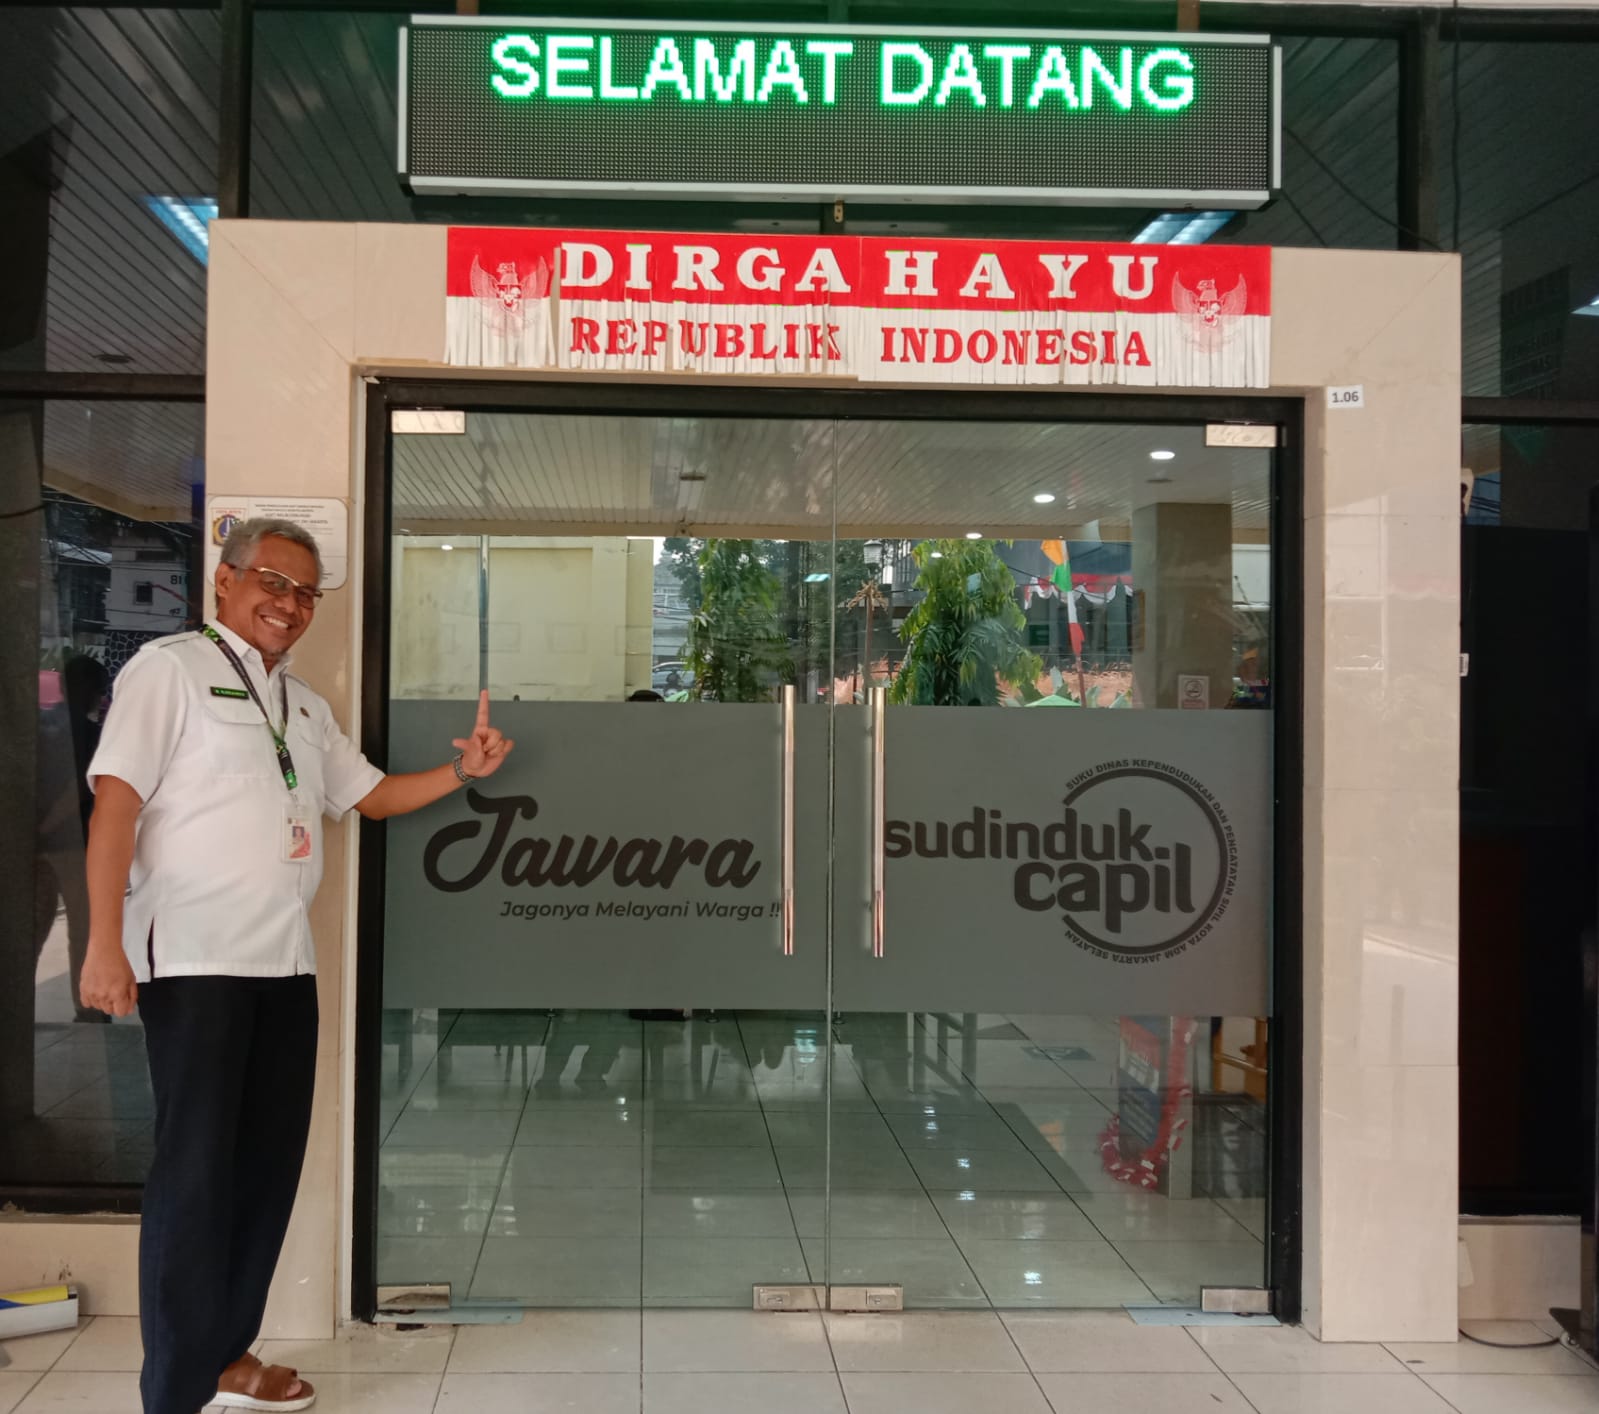 SELAMAT DATANG
DIRGAHAYU
REPUBLIK INDONESIA
1.06
Jawara
Jagonya Melayani Warga !!
sudinduk
capil
SUKU DINAS KEPENDUDUKAN DAN PENCATATAN SIPIL KOTA ADM JAKARTA SELATAN